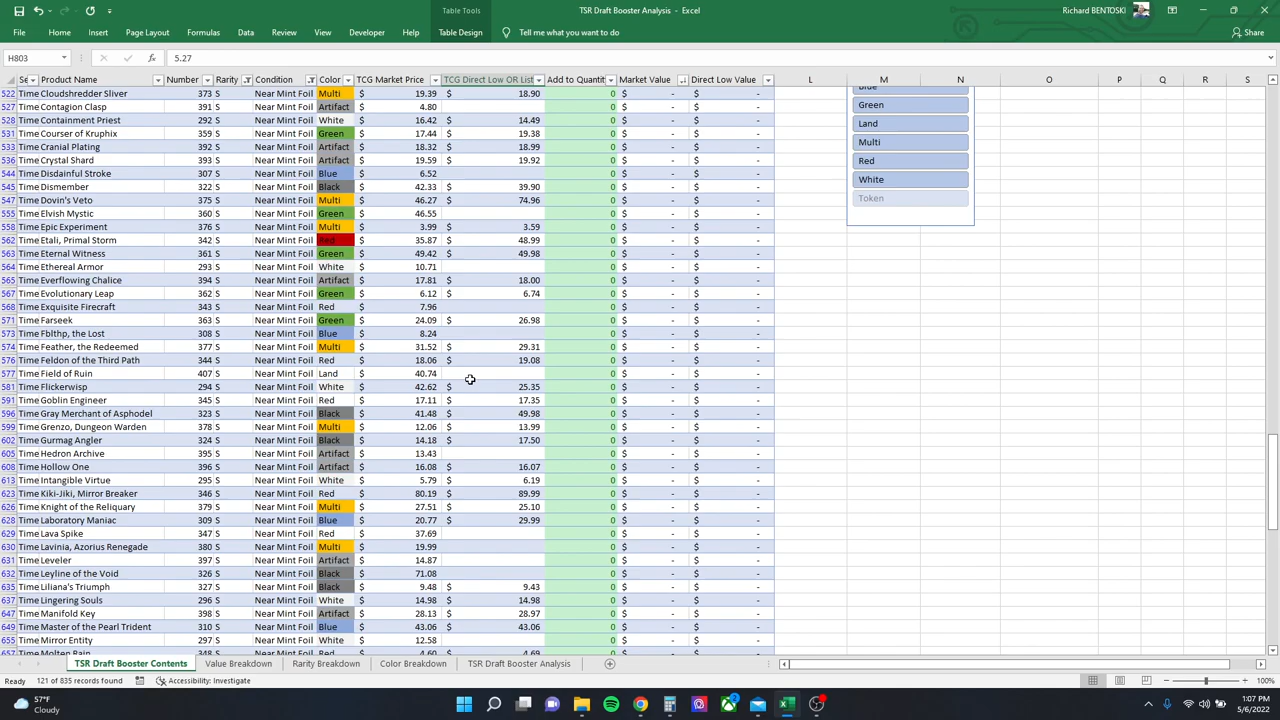 Table Tools
TSR Draft Booster Analysis - Excel
Richard BENTOSKI
File Home Insert Page Layout Formulas Data Review View Developer Help Table Design Tell me what you want to do Share
H803 5.27
Se Product Name Number Rarity Condition Color TCG Market Price TCG Direct Low OR List Add to Quantit Market Value Direct Low Value L M N O P Q R S
522 Time Cloudshredder Sliver 373 S Near Mint Foil Multi $ 19.39 $ 18.90 0 $ - $ -
527 Time Contagion Clasp 391 S Near Mint Foil Artifact $ 4.80 0 $ - $ -
528 Time Containment Priest 292 S Near Mint Foil White $ 16.42 $ 14.49 0 $ - $ -
531 Time Courser of Kruphix 359 S Near Mint Foil Green $ 17.44 $ 19.38 0 $ - $ -
533 Time Cranial Plating 392 S Near Mint Foil Artifact $ 18.32 $ 18.99 0 $ - $ -
536 Time Crystal Shard 393 S Near Mint Foil Artifact $ 19.59 $ 19.92 0 $ - $ -
544 Time Disdainful Stroke 307 S Near Mint Foil Blue $ 6.52 0 $ - $ -
545 Time Dismember 322 S Near Mint Foil Black $ 42.33 $ 39.90 0 $ - $ -
547 Time Dovin's Veto 375 S Near Mint Foil Multi $ 46.27 $ 74.96 0 $ - $ -
555 Time Elvish Mystic 360 S Near Mint Foil Green $ 46.55 0 $ - $ -
558 Time Epic Experiment 376 S Near Mint Foil Multi $ 3.99 $ 3.59 0 $ - $ -
562 Time Etali, Primal Storm 342 S Near Mint Foil Red $ 35.87 $ 48.99 0 $ - $ -
563 Time Eternal Witness 361 S Near Mint Foil Green $ 49.42 $ 49.98 0 $ - $ -
564 Time Ethereal Armor 293 S Near Mint Foil White $ 10.71 0 $ - $ -
565 Time Everflowing Chalice 394 S Near Mint Foil Artifact $ 17.81 $ 18.00 0 $ - $ -
567 Time Evolutionary Leap 362 S Near Mint Foil Green $ 6.12 $ 6.74 0 $ - $ -
568 Time Exquisite Firecraft 343 S Near Mint Foil Red $ 7.96 0 $ - $ -
571 Time Farseek 363 S Near Mint Foil Green $ 24.09 $ 26.98 0 $ - $ -
573 Time Fblthp, the Lost 308 S Near Mint Foil Blue $ 8.24 0 $ - $ -
574 Time Feather, the Redeemed 377 S Near Mint Foil Multi $ 31.52 $ 29.31 0 $ - $ -
576 Time Feldon of the Third Path 344 S Near Mint Foil Red $ 18.06 $ 19.08 0 $ - $ -
577 Time Field of Ruin 407 S Near Mint Foil Land $ 40.74 0 $ - $ -
581 Time Flickerwisp 294 S Near Mint Foil White $ 42.62 $ 25.35 0 $ - $ -
591 Time Goblin Engineer 345 S Near Mint Foil Red $ 17.11 $ 17.35 0 $ - $ -
596 Time Gray Merchant of Asphodel 323 S Near Mint Foil Black $ 41.48 $ 49.98 0 $ - $ -
599 Time Grenzo, Dungeon Warden 378 S Near Mint Foil Multi $ 12.06 $ 13.99 0 $ - $ -
602 Time Gurmag Angler 324 S Near Mint Foil Black $ 14.18 $ 17.50 0 $ - $ -
605 Time Hedron Archive 395 S Near Mint Foil Artifact $ 13.43 0 $ - $ -
608 Time Hollow One 396 S Near Mint Foil Artifact $ 16.08 $ 16.07 0 $ - $ -
613 Time Intangible Virtue 295 S Near Mint Foil White $ 5.79 $ 6.19 0 $ - $ -
623 Time Kiki-Jiki, Mirror Breaker 346 S Near Mint Foil Red $ 80.19 $ 89.99 0 $ - $ -
626 Time Knight of the Reliquary 379 S Near Mint Foil Multi $ 27.51 $ 25.10 0 $ - $ -
628 Time Laboratory Maniac 309 S Near Mint Foil Blue $ 20.77 $ 29.99 0 $ - $ -
629 Time Lava Spike 347 S Near Mint Foil Red $ 37.69 0 $ - $ -
630 Time Lavinia, Azorius Renegade 380 S Near Mint Foil Multi $ 19.99 0 $ - $ -
631 Time Leveler 397 S Near Mint Foil Artifact $ 14.87 0 $ - $ -
632 Time Leyline of the Void 326 S Near Mint Foil Black $ 71.08 0 $ - $ -
635 Time Liliana's Triumph 327 S Near Mint Foil Black $ 9.48 $ 9.43 0 $ - $ -
637 Time Lingering Souls 296 S Near Mint Foil White $ 14.98 $ 14.98 0 $ - $ -
647 Time Manifold Key 398 S Near Mint Foil Artifact $ 28.13 $ 28.97 0 $ - $ -
649 Time Master of the Pearl Trident 310 S Near Mint Foil Blue $ 43.06 $ 43.06 0 $ - $ -
655 Time Mirror Entity 297 S Near Mint Foil White $ 12.58 0 $ - $ -
657 Time Molten Rain 348 S Near Mint Foil Red $ 4.60 $ 4.69 0 $ - $ -
Blue
Green
Land
Multi
Red
White
Token
TSR Draft Booster Contents Value Breakdown Rarity Breakdown Color Breakdown TSR Draft Booster Analysis
Ready 121 of 835 records found Accessibility: Investigate 100%
57°F
Cloudy
1:07 PM
5/6/2022